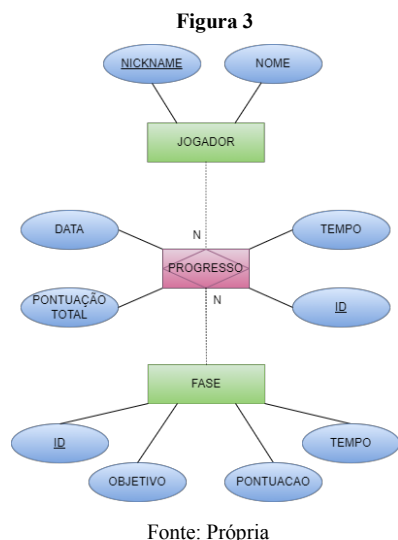 Figura 3
NICKNAME
NOME
JOGADOR
N
DATA
TEMPO
PROGRESSO
PONTUAÇÃO
TOTAL
N
ID
FASE
ID
TEMPO
OBJETIVO
PONTUACAO
Fonte: Própria